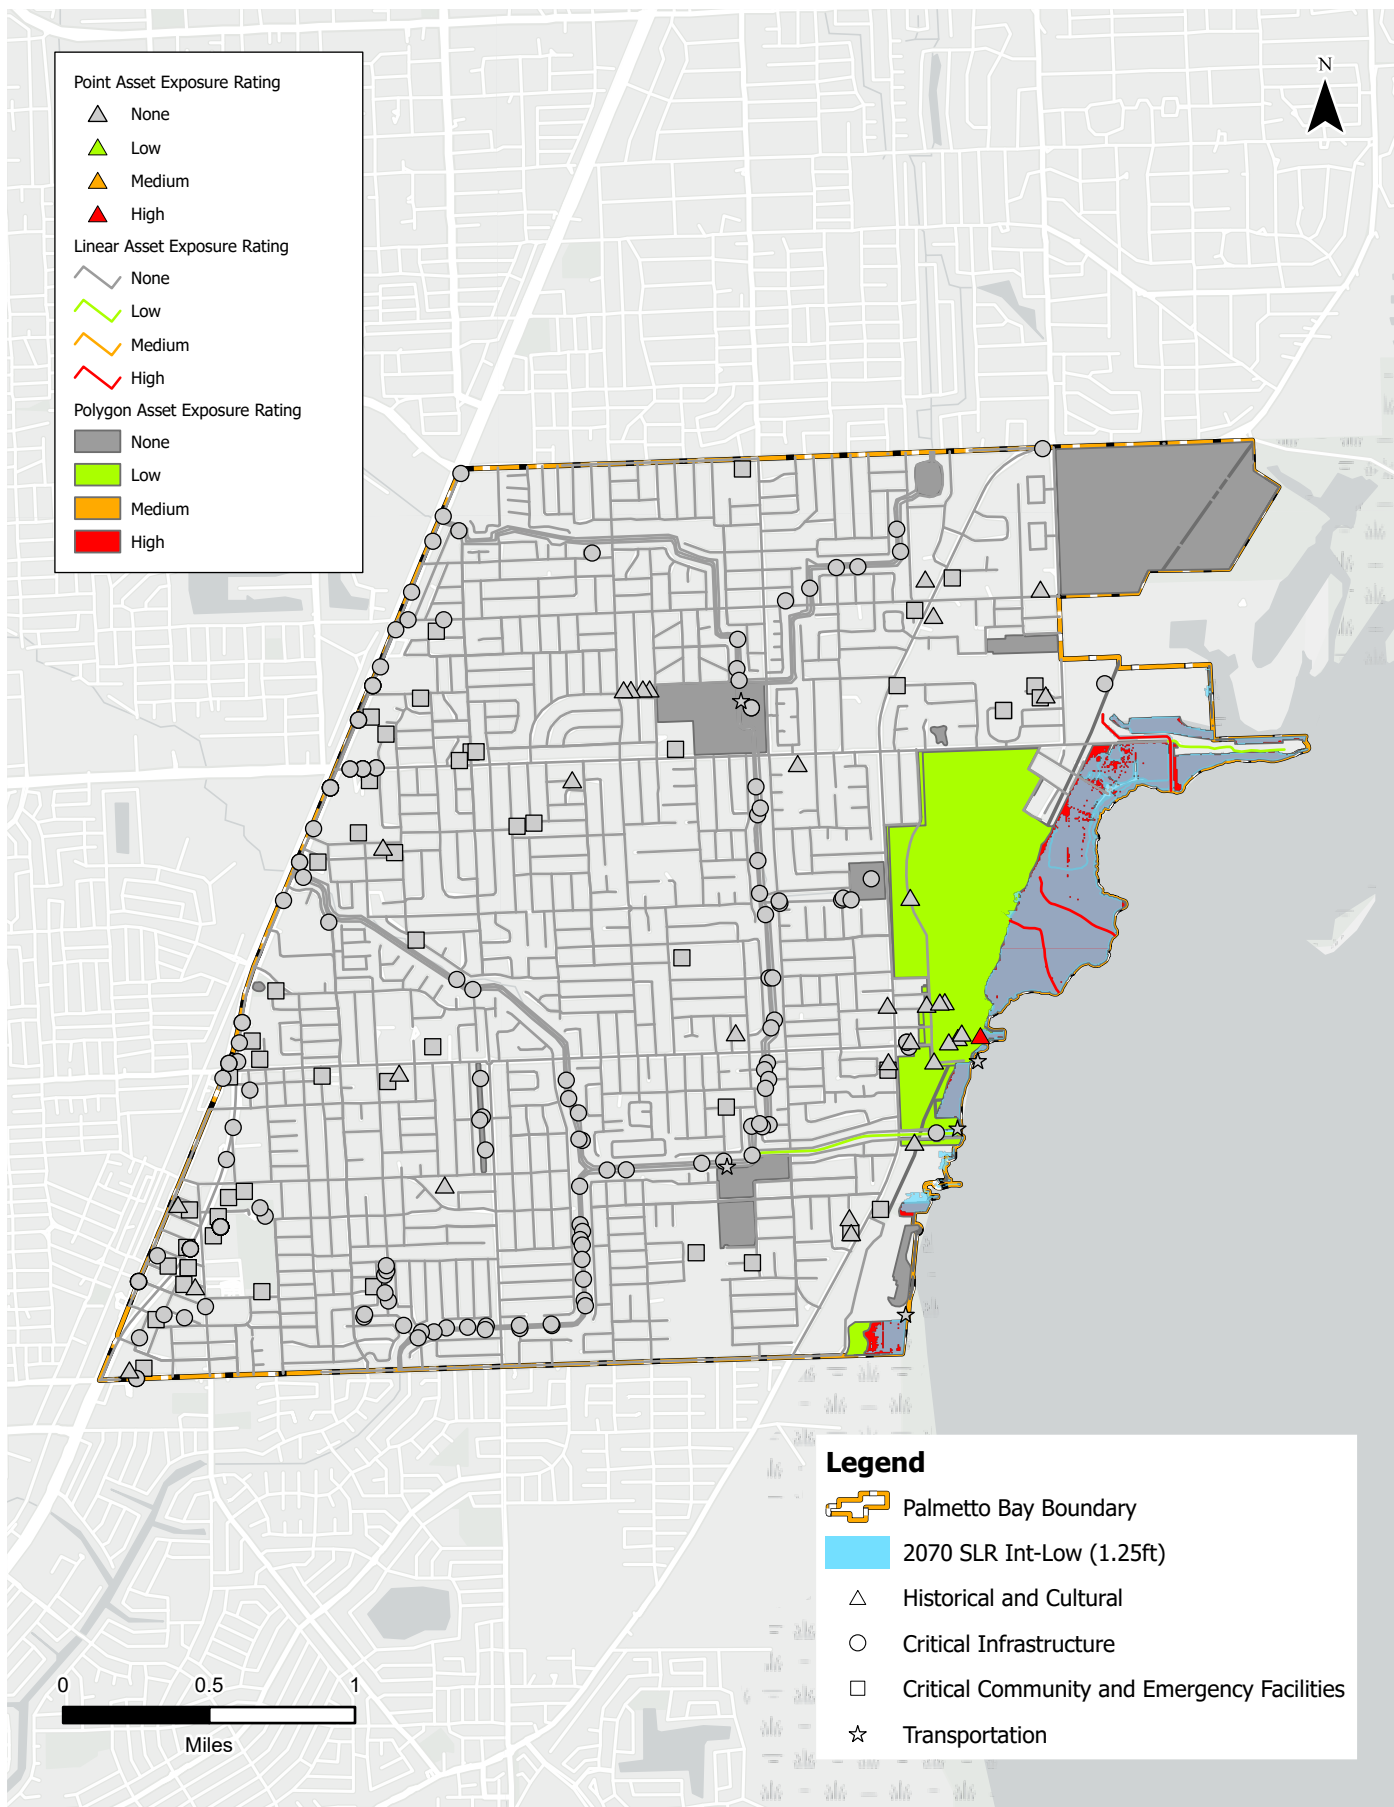 Point Asset Exposure Rating
None
Low
Medium
High
Linear Asset Exposure Rating
None
Low
Medium
High
Polygon Asset Exposure Rating
None
Low
Medium
High
N
Legend
Palmetto Bay Boundary
2070 SLR Int-Low (1.25ft)
Historical and Cultural
Critical Infrastructure
Critical Community and Emergency Facilities
Transportation
0 0.5 1
Miles